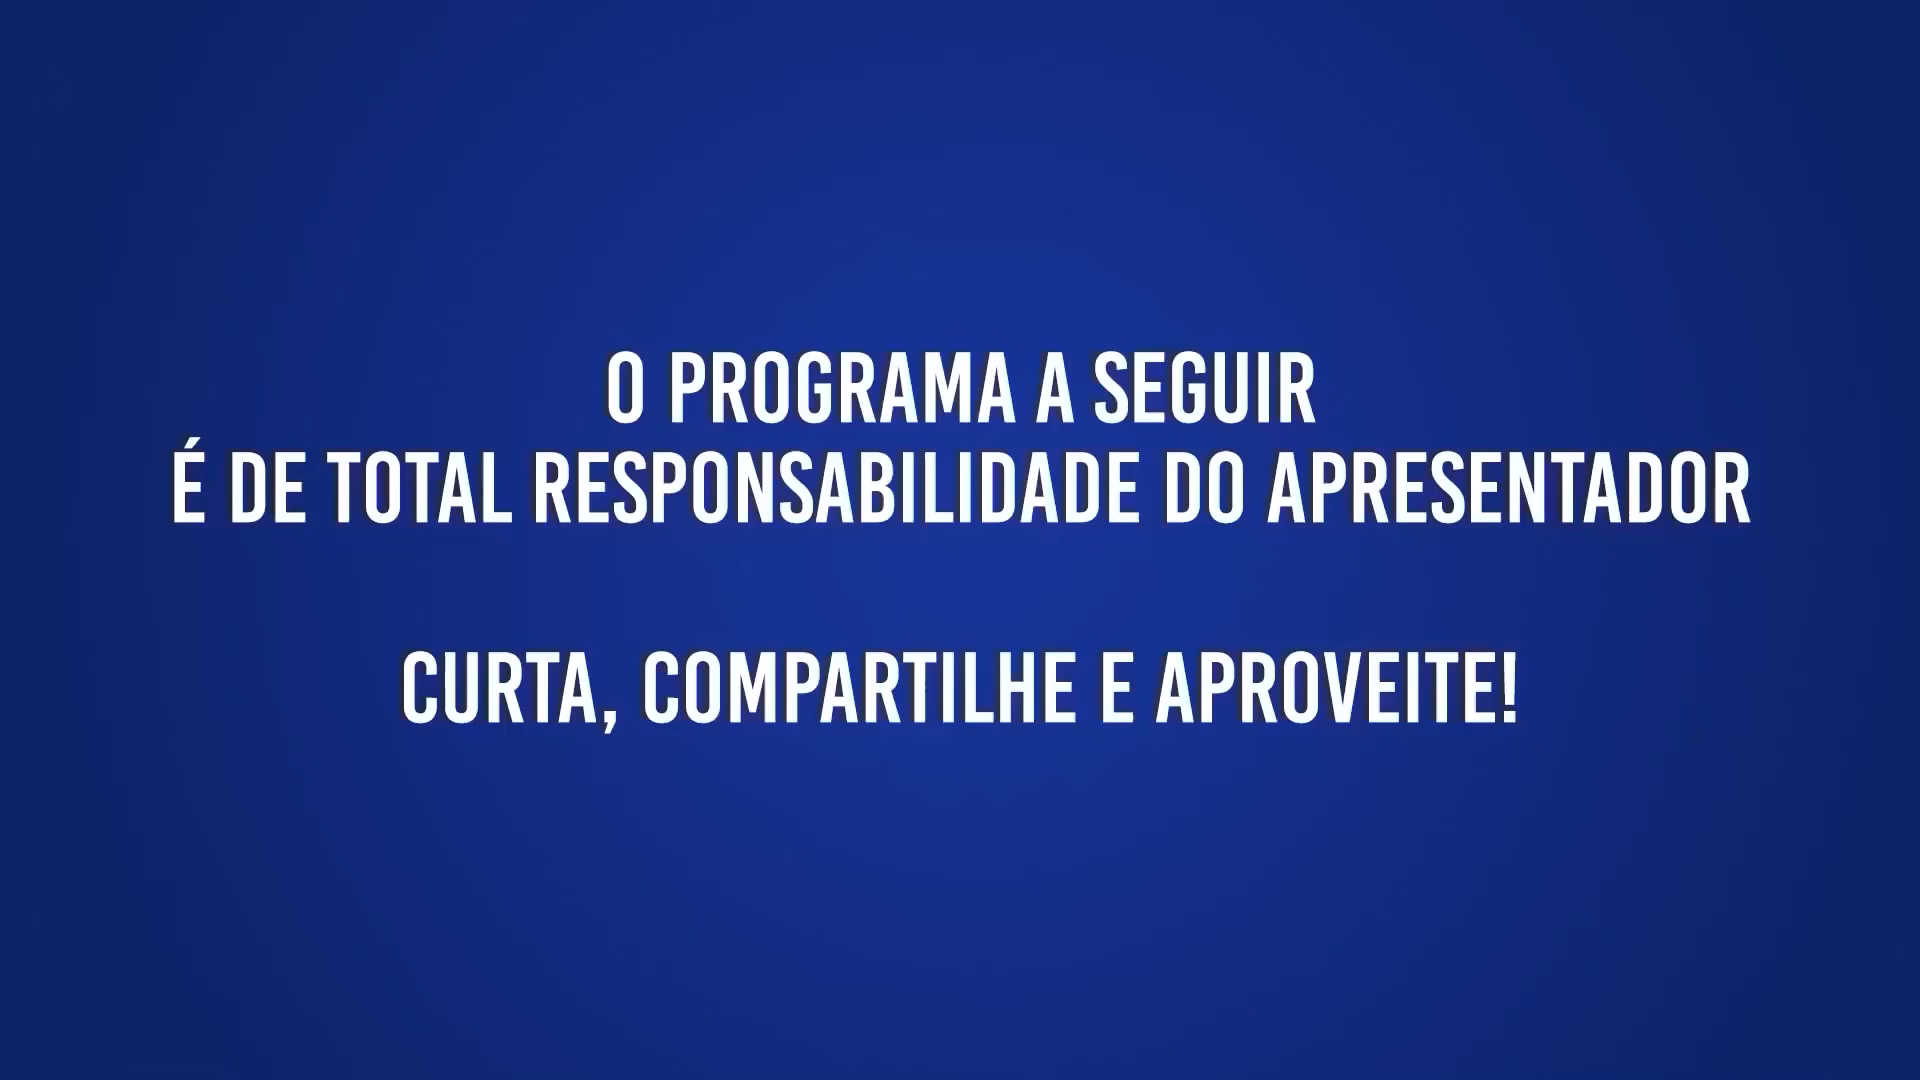 O PROGRAMA A SEGUIR
É DE TOTAL RESPONSABILIDADE DO APRESENTADOR
CURTA, COMPARTILHE E APROVEITE!